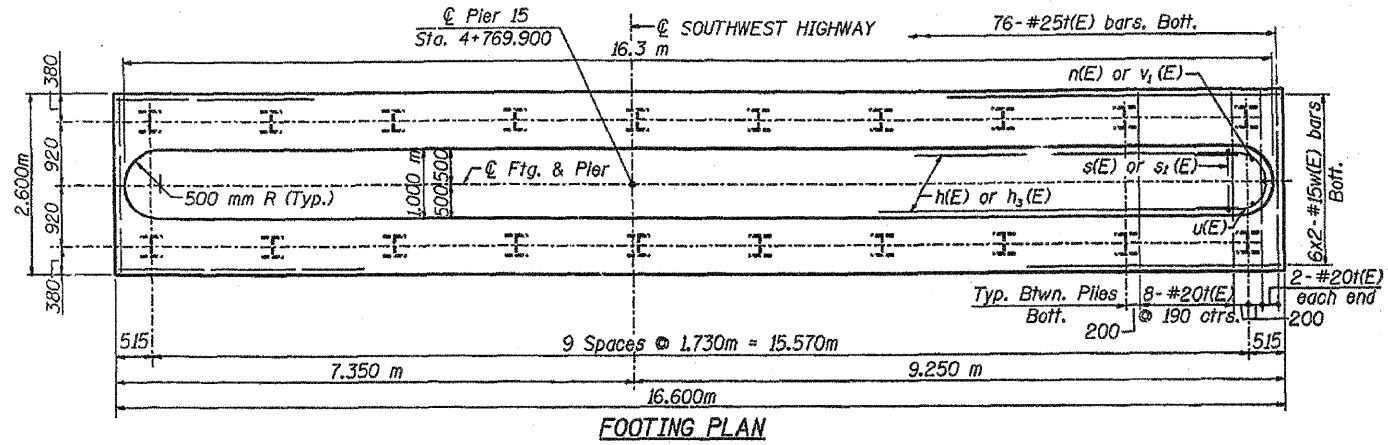 ℄ Pier 15
Sta. 4+769.900
℄ SOUTHWEST HIGHWAY
76-#25t(E) bars. Bott.
16.3 m
n(E) or v₁(E)
380
920
920
380
2.600m
1.000 m
500
500
℄ Ftg. & Pier
500 mm R (Typ.)
h(E) or h₃(E)
s(E) or s₁(E)
u(E)
6x2-#15w(E) bars
Bott.
2-#20t(E)
each end
Typ. Btwn. Piles
Bott.
8-#20t(E)
@ 190 ctrs.
200
200
515
9 Spaces @ 1.730m = 15.570m
515
7.350 m
9.250 m
16.600m
FOOTING PLAN